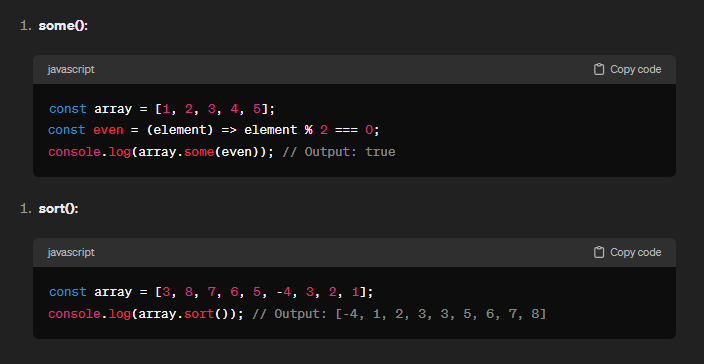 1. some():
javascript
Copy code
const array = [1, 2, 3, 4, 5];
const even = (element) => element % 2 === 0;
console.log(array.some(even)); // Output: true
1. sort():
javascript
Copy code
const array = [3, 8, 7, 6, 5, -4, 3, 2, 1];
console.log(array.sort()); // Output: [-4, 1, 2, 3, 3, 5, 6, 7, 8]